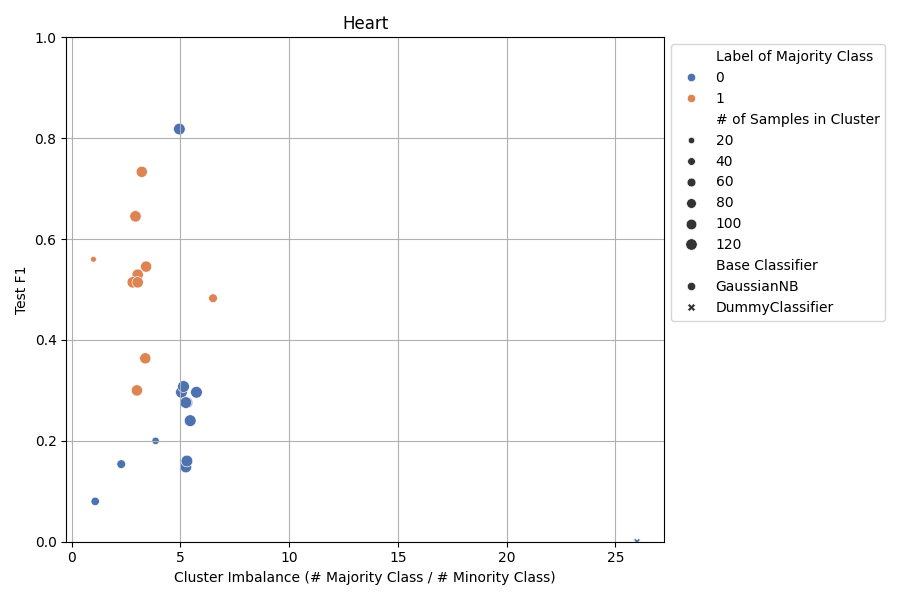 Heart
1.0
0.8
0.6
0.4
0.2
0.0
Test F1
0
5
10
15
20
25
Cluster Imbalance (# Majority Class / # Minority Class)
Label of Majority Class
0
1
# of Samples in Cluster
20
40
60
80
100
120
Base Classifier
GaussianNB
DummyClassifier